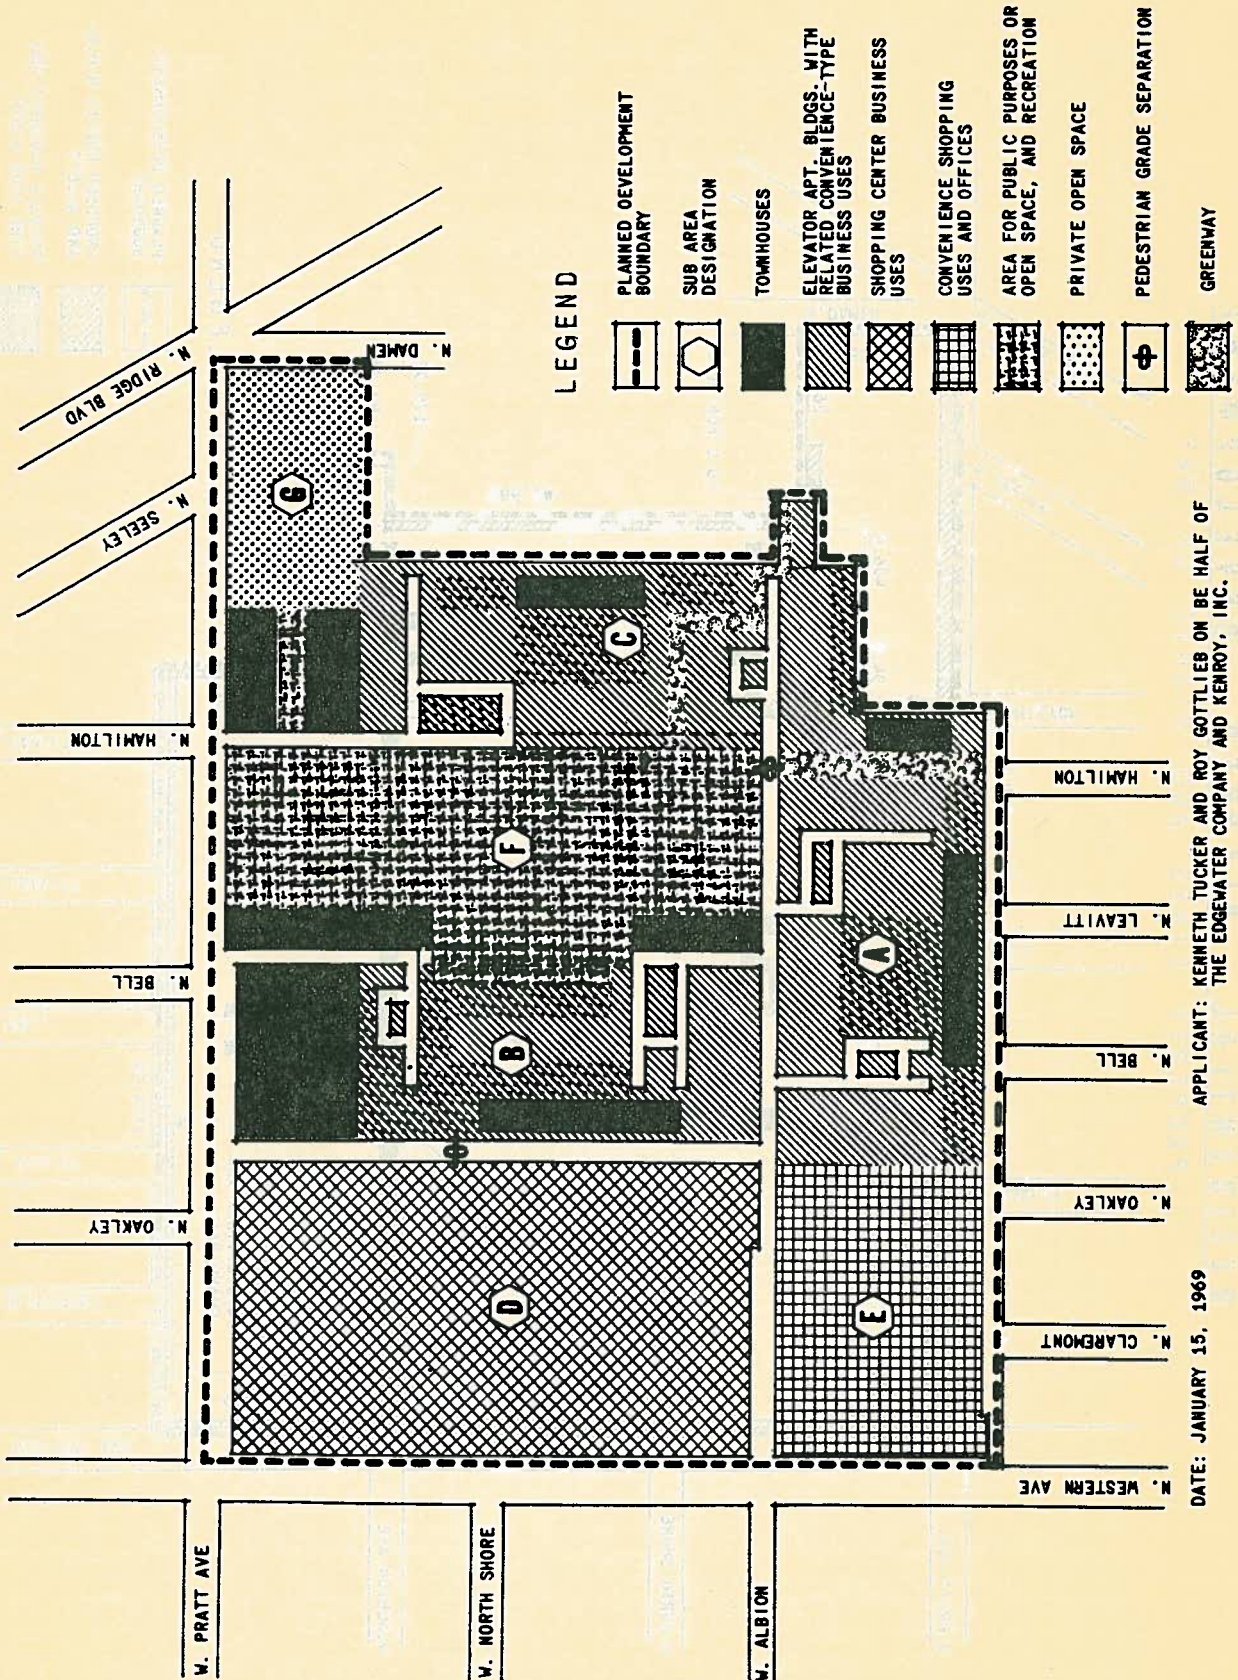 W. PRATT AVE
W. NORTH SHORE
W. ALBION
N. OAKLEY
N. BELL
N. HAMILTON
N. SEELEY
N. RIDGE BLVD
N. DAMEN
G
C
F
B
A
D
E
N. WESTERN AVE
N. CLAREMONT
N. OAKLEY
N. BELL
N. LEAVITT
N. HAMILTON
LEGEND
PLANNED DEVELOPMENT
BOUNDARY
SUB AREA
DESIGNATION
TOWNHOUSES
ELEVATOR APT. BLDGS. WITH
RELATED CONVENIENCE-TYPE
BUSINESS USES
SHOPPING CENTER BUSINESS
USES
CONVENIENCE SHOPPING
USES AND OFFICES
AREA FOR PUBLIC PURPOSES OR
OPEN SPACE, AND RECREATION
PRIVATE OPEN SPACE
PEDESTRIAN GRADE SEPARATION
GREENWAY
APPLICANT: KENNETH TUCKER AND ROY GOTTLIEB ON BE HALF OF
THE EDGEWATER COMPANY AND KENROY, INC.
DATE: JANUARY 15, 1969